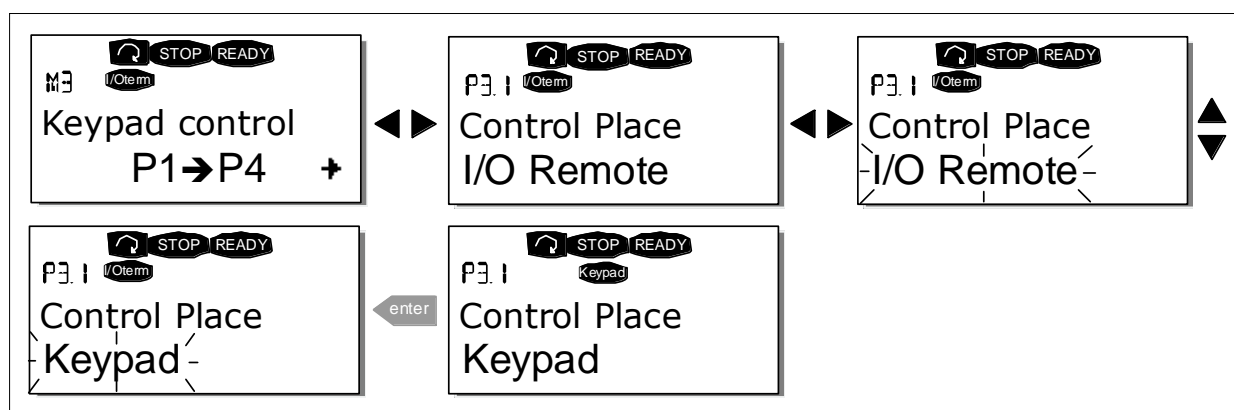 STOP READY
M3 I/Oterm
Keypad control
P1➔P4
STOP READY
P3.1 I/Oterm
Control Place
I/O Remote
STOP READY
P3.1 I/Oterm
Control Place
I/O Remote
STOP READY
P3.1 I/Oterm
Control Place
Keypad
enter
STOP READY
P3.1 Keypad
Control Place
Keypad